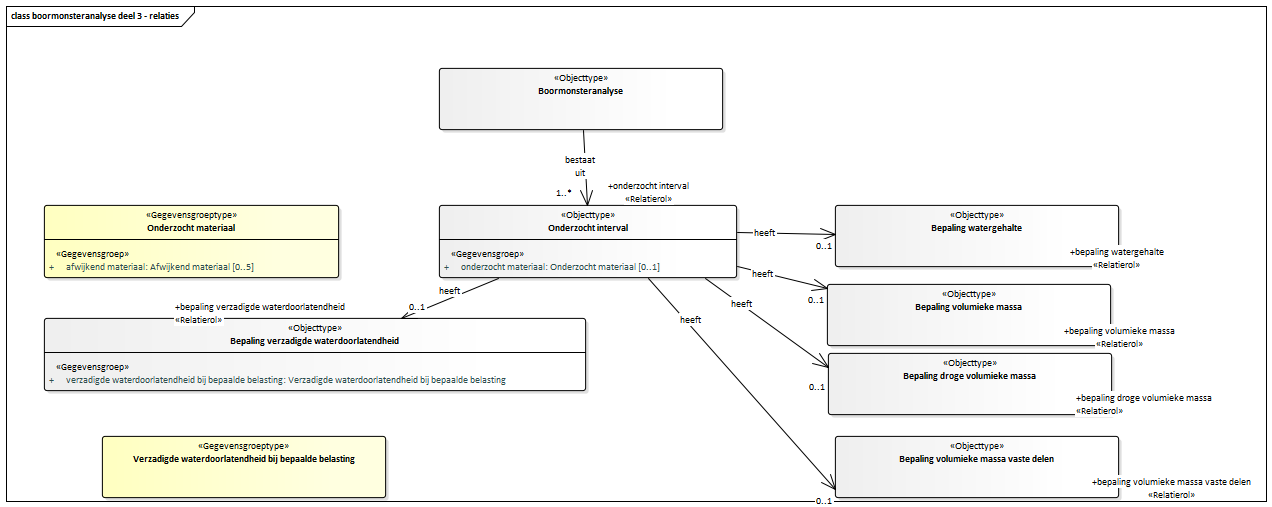 class boormonsteranalyse deel 3 - relaties
«Objecttype»
Boormonsteranalyse
bestaat
uit
1..*
+onderzocht interval
«Relatierol»
«Gegevensgroeptype»
Onderzocht materiaal
«Gegevensgroep»
+ afwijkend materiaal: Afwijkend materiaal [0..5]
«Objecttype»
Onderzocht interval
«Gegevensgroep»
+ onderzocht materiaal: Onderzocht materiaal [0..1]
heeft
0..1
«Objecttype»
Bepaling watergehalte
+bepaling watergehalte
«Relatierol»
heeft
0..1
«Objecttype»
Bepaling volumieke massa
+bepaling volumieke massa
«Relatierol»
heeft
0..1
+bepaling verzadigde waterdoorlatendheid
«Relatierol»
«Objecttype»
Bepaling verzadigde waterdoorlatendheid
«Gegevensgroep»
+ verzadigde waterdoorlatendheid bij bepaalde belasting: Verzadigde waterdoorlatendheid bij bepaalde belasting
heeft
0..1
«Objecttype»
Bepaling droge volumieke massa
+bepaling droge volumieke massa
«Relatierol»
heeft
0..1
«Gegevensgroeptype»
Verzadigde waterdoorlatendheid bij bepaalde belasting
«Objecttype»
Bepaling volumieke massa vaste delen
+bepaling volumieke massa vaste delen
«Relatierol»